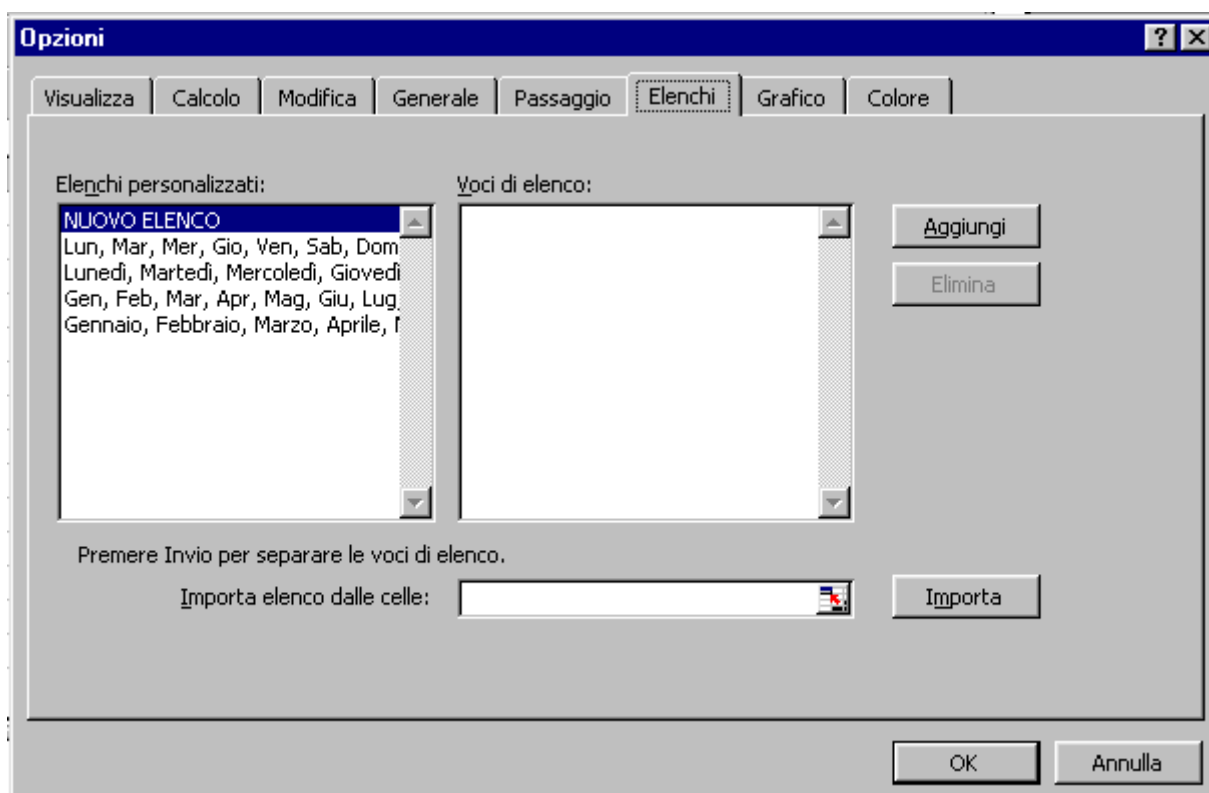 Opzioni
Visualizza Calcolo Modifica Generale Passaggio Elenchi Grafico Colore
Elenchi personalizzati: Voci di elenco:
NUOVO ELENCO
Lun, Mar, Mer, Gio, Ven, Sab, Dom
Lunedì, Martedì, Mercoledì, Giovedì
Gen, Feb, Mar, Apr, Mag, Giu, Lug,
Gennaio, Febbraio, Marzo, Aprile,
Aggiungi
Elimina
Premere Invio per separare le voci di elenco.
Importa elenco dalle celle: Importa
OK Annulla